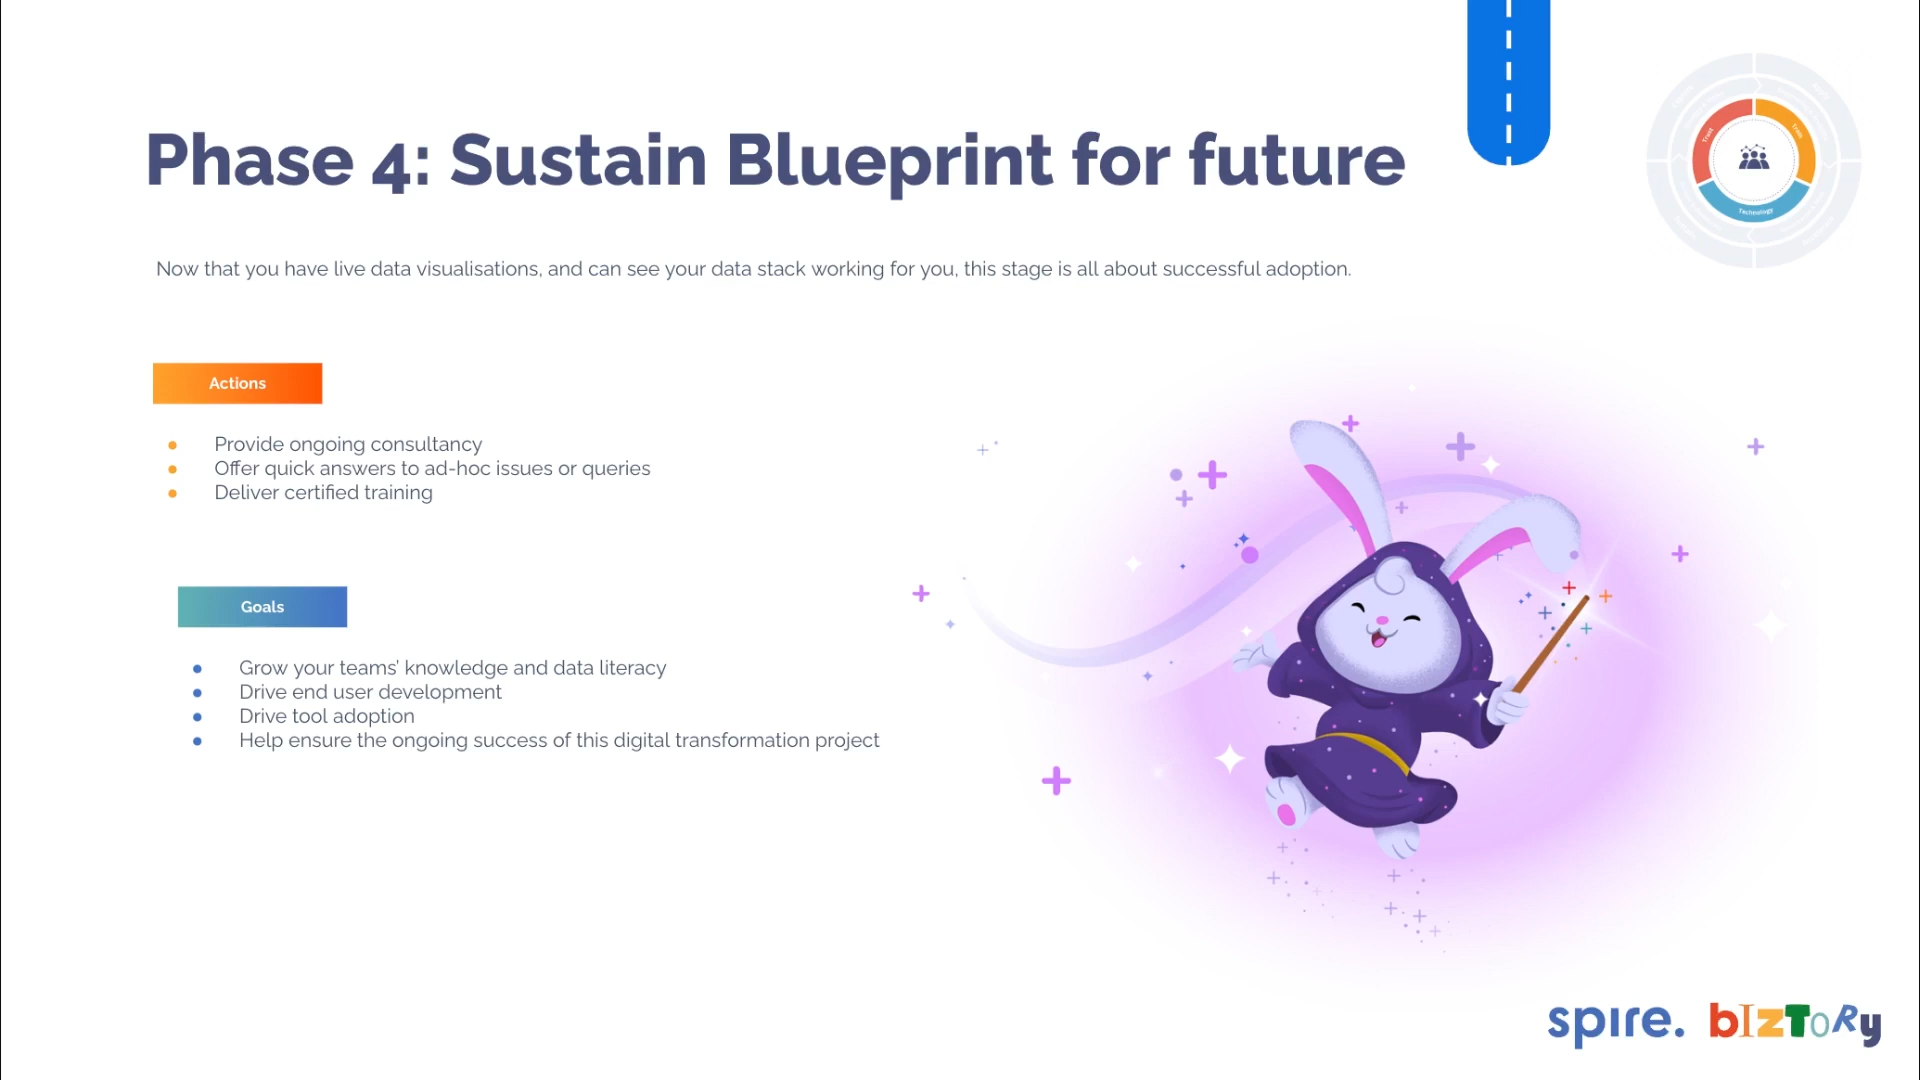 Phase 4: Sustain Blueprint for future
Trust
Team
Technology
Now that you have live data visualisations, and can see your data stack working for you, this stage is all about successful adoption.
Actions
Provide ongoing consultancy
Offer quick answers to ad-hoc issues or queries
Deliver certified training
Goals
Grow your teams’ knowledge and data literacy
Drive end user development
Drive tool adoption
Help ensure the ongoing success of this digital transformation project
spire. bIzToRy